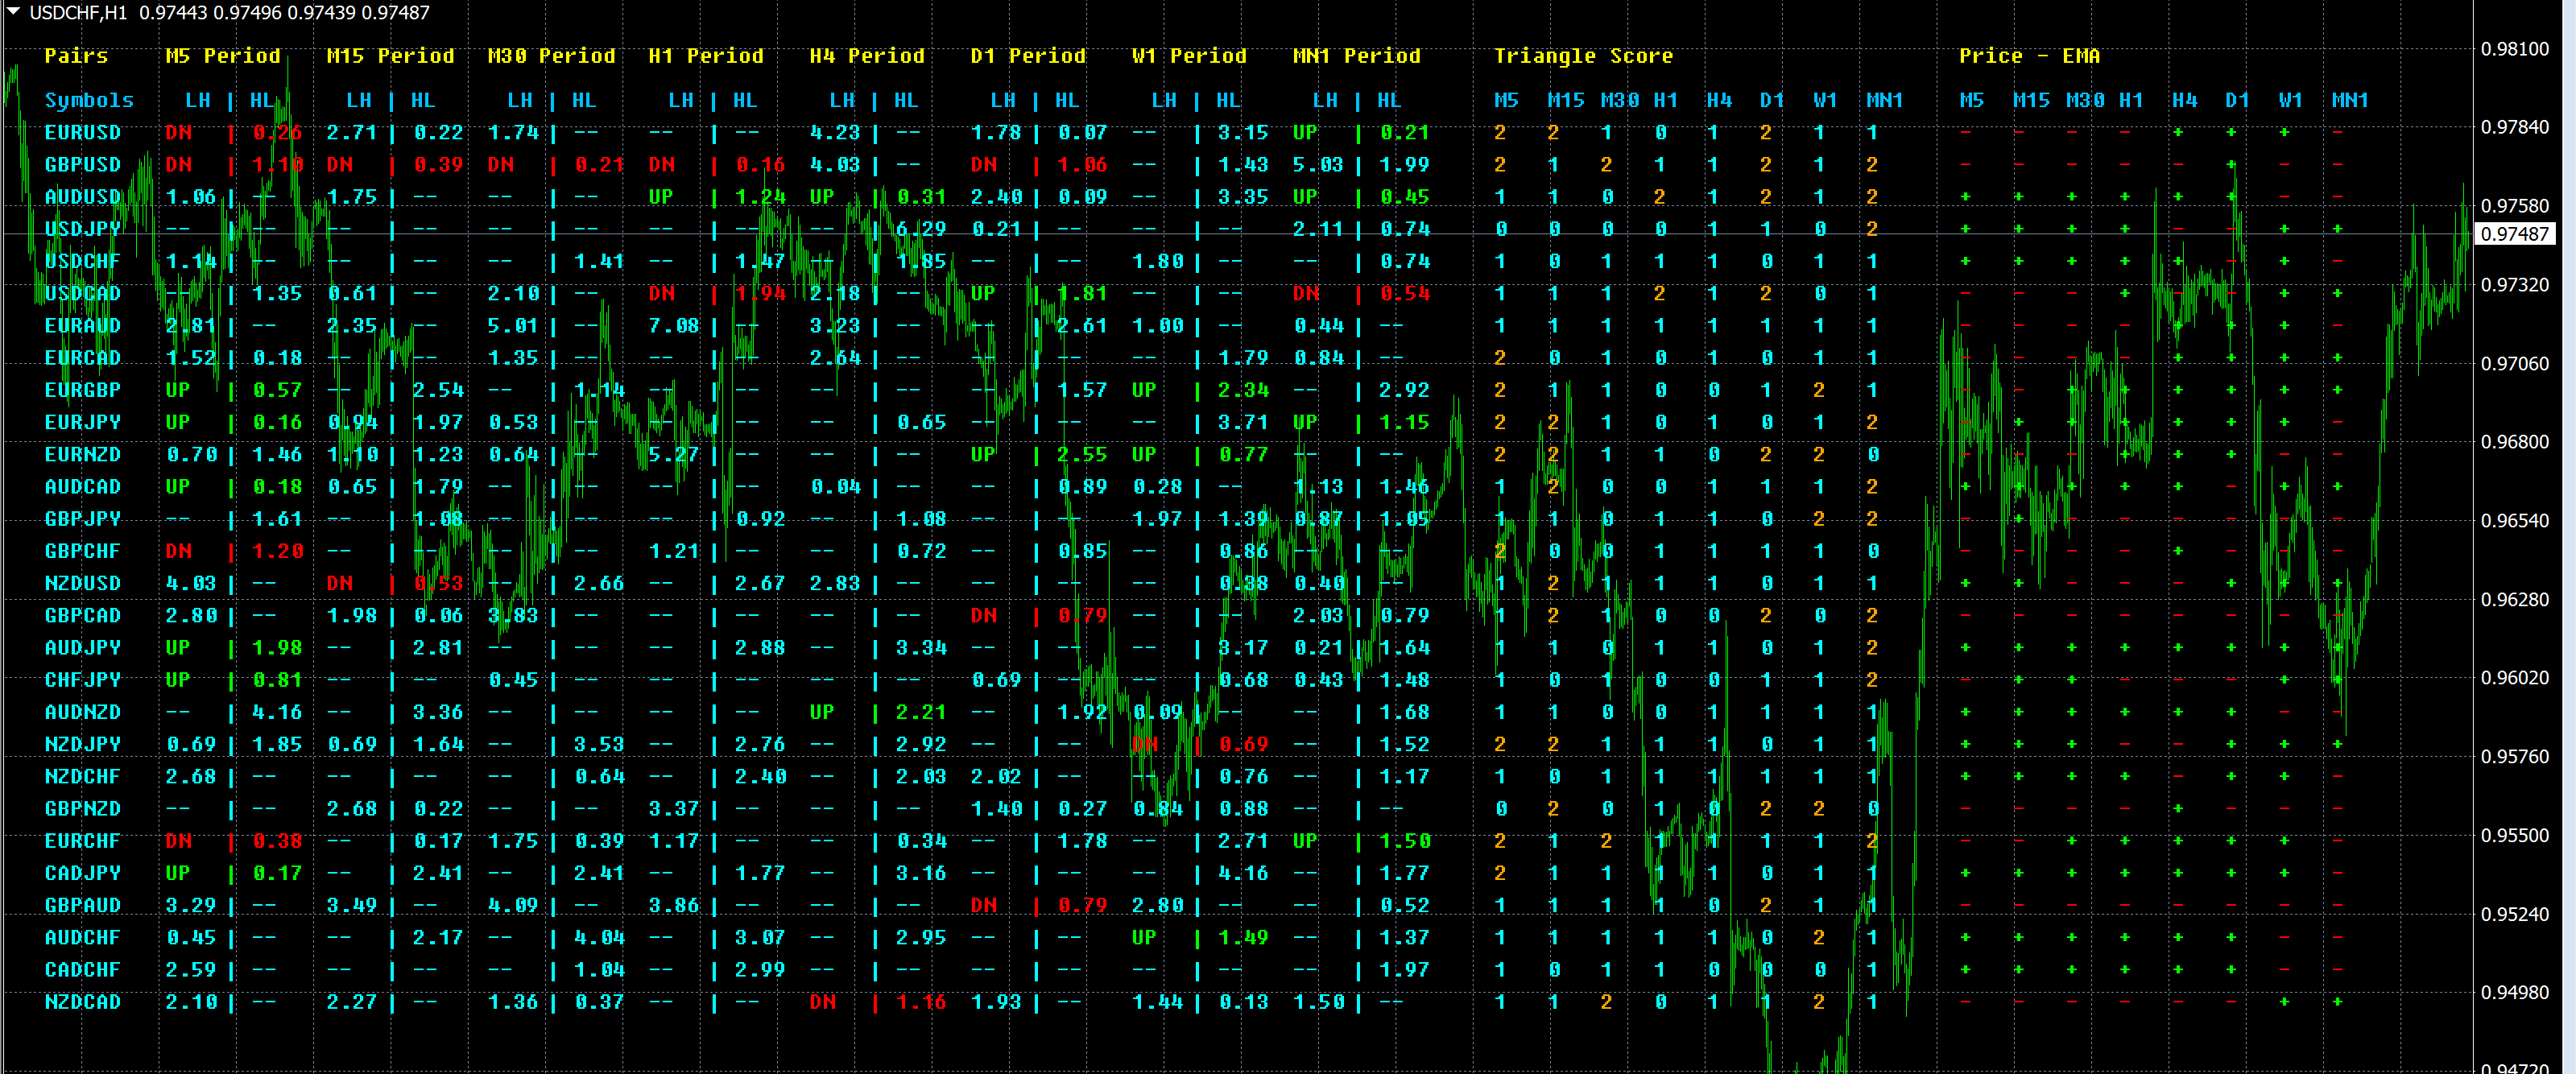 USDCHF,H1 0.97443 0.97496 0.97439 0.97487
Pairs M5 Period M15 Period M30 Period H1 Period H4 Period D1 Period W1 Period MN1 Period Triangle Score Price - EMA
Symbols LH | HL LH | HL LH | HL LH | HL LH | HL LH | HL LH | HL LH | HL M5 M15 M30 H1 H4 D1 W1 MN1 M5 M15 M30 H1 H4 D1 W1 MN1
EURUSD DN | 0.26 2.71 | 0.22 1.74 | -- -- | -- 4.23 | -- 1.78 | 0.07 -- | 3.15 UP | 0.21 2 2 1 0 1 2 1 1 - - - - + + + -
GBPUSD DN | 1.10 DN | 0.39 DN | 0.21 DN | 0.16 4.03 | -- DN | 1.06 -- | 1.43 5.03 | 1.99 2 1 2 1 1 2 1 2 - - - - - + - -
AUDUSD 1.06 | -- 1.75 | -- -- | -- UP | 1.24 UP | 0.31 2.40 | 0.09 -- | 3.35 UP | 0.45 1 1 0 2 1 2 1 2 + + + + + + - -
USDJPY -- | -- -- | -- -- | -- -- | -- -- | 6.29 0.21 | -- -- | -- 2.11 | 0.74 0 0 0 0 1 1 0 2 + + + + - - + +
USDCHF 1.14 | -- -- | -- -- | 1.41 -- | 1.47 -- | 1.85 -- | -- 1.80 | -- -- | 0.74 1 0 1 1 1 0 1 1 + + + + + - + -
USDCAD -- | 1.35 0.61 | -- 2.10 | -- DN | 1.94 2.18 | -- UP | 1.81 -- | -- DN | 0.54 1 1 1 2 1 2 0 1 - - - + - - + +
EURAUD 2.81 | -- 2.35 | -- 5.01 | -- 7.08 | -- 3.23 | -- -- | 2.61 1.00 | -- 0.44 | -- 1 1 1 1 1 1 1 1 - - - - + + + -
EURCAD 1.52 | 0.18 -- | -- 1.35 | -- -- | -- 2.64 | -- -- | -- -- | 1.79 0.84 | -- 2 0 1 0 1 0 1 1 - - - - + + + +
EURGBP UP | 0.57 -- | 2.54 -- | 1.14 -- | -- -- | -- -- | 1.57 UP | 2.34 -- | 2.92 2 1 1 0 0 1 2 1 - - + + + + + +
EURJPY UP | 0.16 0.94 | 1.97 0.53 | -- -- | -- -- | 0.65 -- | -- -- | 3.71 UP | 1.15 2 2 1 0 1 0 1 2 - + + + + + + -
EURNZD 0.70 | 1.46 1.10 | 1.23 0.64 | -- 5.27 | -- -- | -- UP | 2.55 UP | 0.77 -- | -- 2 2 1 1 0 2 2 0 - - - + + + - -
AUDCAD UP | 0.18 0.65 | 1.79 -- | -- -- | -- 0.04 | -- -- | 0.89 0.28 | -- 1.13 | 1.46 1 2 0 0 1 1 1 2 + + + + + - + +
GBPJPY -- | 1.61 -- | 1.08 -- | -- -- | 0.92 -- | 1.08 -- | -- 1.97 | 1.39 0.87 | 1.05 1 1 0 1 1 0 2 2 - + - - - - - -
GBPCHF DN | 1.20 -- | -- -- | -- 1.21 | -- -- | 0.72 -- | 0.85 -- | 0.86 -- | -- 2 0 0 1 1 1 1 0 - - - - + - - -
NZDUSD 4.03 | -- DN | 0.53 -- | 2.66 -- | 2.67 2.83 | -- -- | -- -- | 0.38 0.40 | -- 1 2 1 1 1 0 1 1 + + - - - - + +
GBPCAD 2.80 | -- 1.98 | 0.06 3.83 | -- -- | -- -- | -- DN | 0.79 -- | -- 2.03 | 0.79 1 2 1 0 0 2 0 2 - - - - - - - -
AUDJPY UP | 1.98 -- | 2.81 -- | -- -- | 2.88 -- | 3.34 -- | -- -- | 3.17 0.21 | 1.64 1 1 0 1 1 0 1 2 + + + + + + + +
CHFJPY UP | 0.81 -- | -- 0.45 | -- -- | -- -- | -- 0.69 | -- -- | 0.68 0.43 | 1.48 1 0 1 0 0 1 1 2 - + + - - - + +
AUDNZD -- | 4.16 -- | 3.36 -- | -- -- | -- UP | 2.21 -- | 1.92 0.09 | -- -- | 1.68 1 1 0 0 1 1 1 1 + + + + + + - -
NZDJPY 0.69 | 1.85 0.69 | 1.64 -- | 3.53 -- | 2.76 -- | 2.92 -- | -- DN | 0.69 -- | 1.52 2 2 1 1 1 0 1 1 + + + - - + + +
NZDCHF 2.68 | -- -- | -- -- | 0.64 -- | 2.40 -- | 2.03 2.02 | -- -- | 0.76 -- | 1.17 1 0 1 1 1 1 1 1 + + + + - + + -
GBPNZD -- | -- 2.68 | 0.22 -- | -- 3.37 | -- -- | -- 1.40 | 0.27 0.84 | 0.88 -- | -- 0 2 0 1 0 2 2 0 - - - - + - - -
EURCHF DN | 0.38 -- | 0.17 1.75 | 0.39 1.17 | -- -- | 0.34 -- | 1.78 -- | 2.71 UP | 1.50 2 1 2 1 1 1 1 2 - - + + + + + -
CADJPY UP | 0.17 -- | 2.41 -- | 2.41 -- | 1.77 -- | 3.16 -- | -- -- | 4.16 -- | 1.77 2 1 1 1 1 0 1 1 + + + + + + + -
GBPAUD 3.29 | -- 3.49 | -- 4.09 | -- 3.86 | -- -- | -- DN | 0.79 2.80 | -- -- | 0.52 1 1 1 1 0 2 1 1 - - - - - - - -
AUDCHF 0.45 | -- -- | 2.17 -- | 4.04 -- | 3.07 -- | 2.95 -- | -- UP | 1.49 -- | 1.37 1 1 1 1 1 0 2 1 + + + + + + - -
CADCHF 2.59 | -- -- | -- -- | 1.04 -- | 2.99 -- | -- -- | -- -- | -- -- | 1.97 1 0 1 1 0 0 0 1 + + + + + + - -
NZDCAD 2.10 | -- 2.27 | -- 1.36 | 0.37 -- | -- DN | 1.16 1.93 | -- 1.44 | 0.13 1.50 | -- 1 1 2 0 1 1 2 1 - - - - - - + +
0.98100
0.97840
0.97580
0.97487
0.97320
0.97060
0.96800
0.96540
0.96280
0.96020
0.95760
0.95500
0.95240
0.94980
0.94720